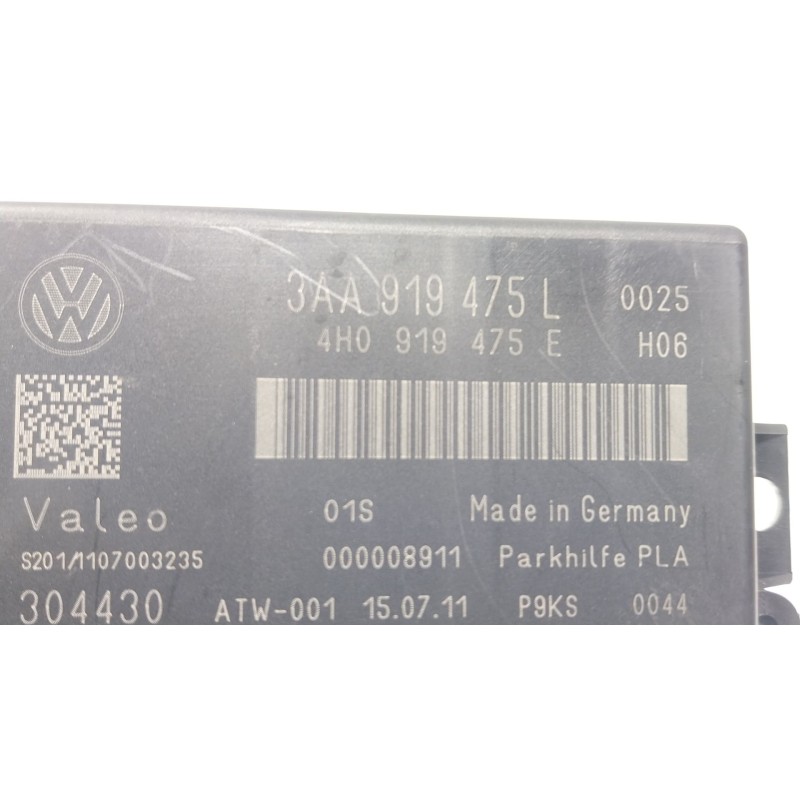 3AA 919 475 L 0025
4H0 919 475 E H06
Valeo 01S Made in Germany
S201/1107003235 000008911 Parkhilfe PLA
304430 ATW-001 15.07.11 P9KS 0044